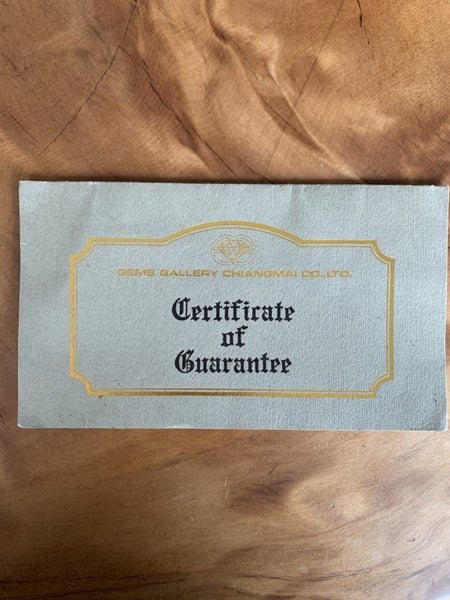 GEMS GALLERY CHIANGMAI CO.,LTD.
Certificate
of
Guarantee